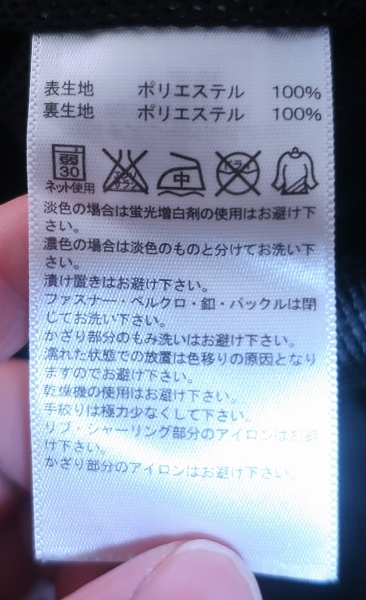 表生地 ポリエステル 100%
裏生地 ポリエステル 100%
弱
30
ネット使用
エンソ
サラシ
中
ドライ
淡色の場合は蛍光増白剤の使用はお避け下
さい。
濃色の場合は淡色のものと分けてお洗い下
さい。
漬け置きはお避け下さい。
ファスナー・ベルクロ・釦・バックルは閉
じてお洗い下さい。
かざり部分のもみ洗いはお避け下さい。
濡れた状態での放置は色移りの原因となり
ますのでお避け下さい。
乾燥機の使用はお避け下さい。
手絞りは極力少なくして下さい。
リブ・シャーリング部分のアイロンはお避
け下さい。
かざり部分のアイロンはお避け下さい。